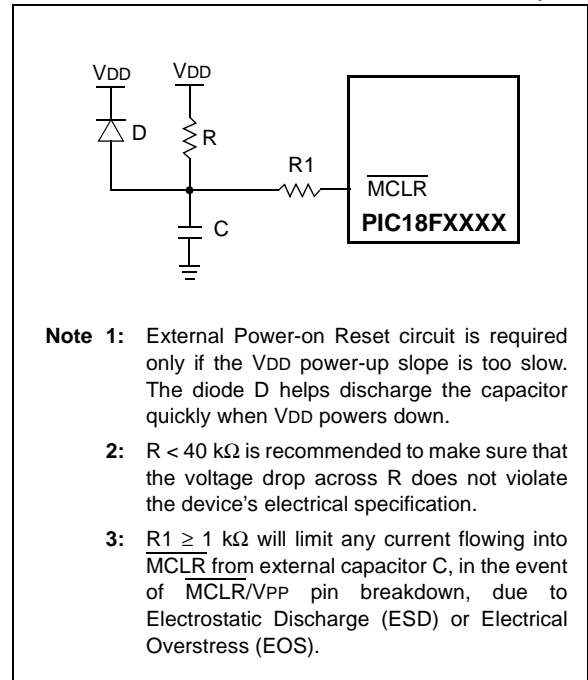 VDD VDD
D R
R1
MCLR
C PIC18FXXXX
Note 1: External Power-on Reset circuit is required
only if the VDD power-up slope is too slow.
The diode D helps discharge the capacitor
quickly when VDD powers down.
2: R < 40 kΩ is recommended to make sure that
the voltage drop across R does not violate
the device's electrical specification.
3: R1 ≥ 1 kΩ will limit any current flowing into
MCLR from external capacitor C, in the event
of MCLR/VPP pin breakdown, due to
Electrostatic Discharge (ESD) or Electrical
Overstress (EOS).